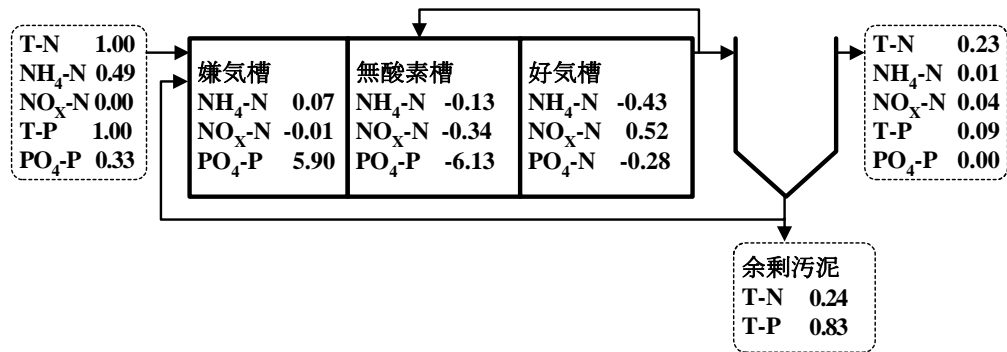 T-N 1.00
NH4-N 0.49
NOX-N 0.00
T-P 1.00
PO4-P 0.33
嫌気槽
NH4-N 0.07
NOX-N -0.01
PO4-P 5.90
無酸素槽
NH4-N -0.13
NOX-N -0.34
PO4-P -6.13
好気槽
NH4-N -0.43
NOX-N 0.52
PO4-N -0.28
T-N 0.23
NH4-N 0.01
NOX-N 0.04
T-P 0.09
PO4-P 0.00
余剰汚泥
T-N 0.24
T-P 0.83